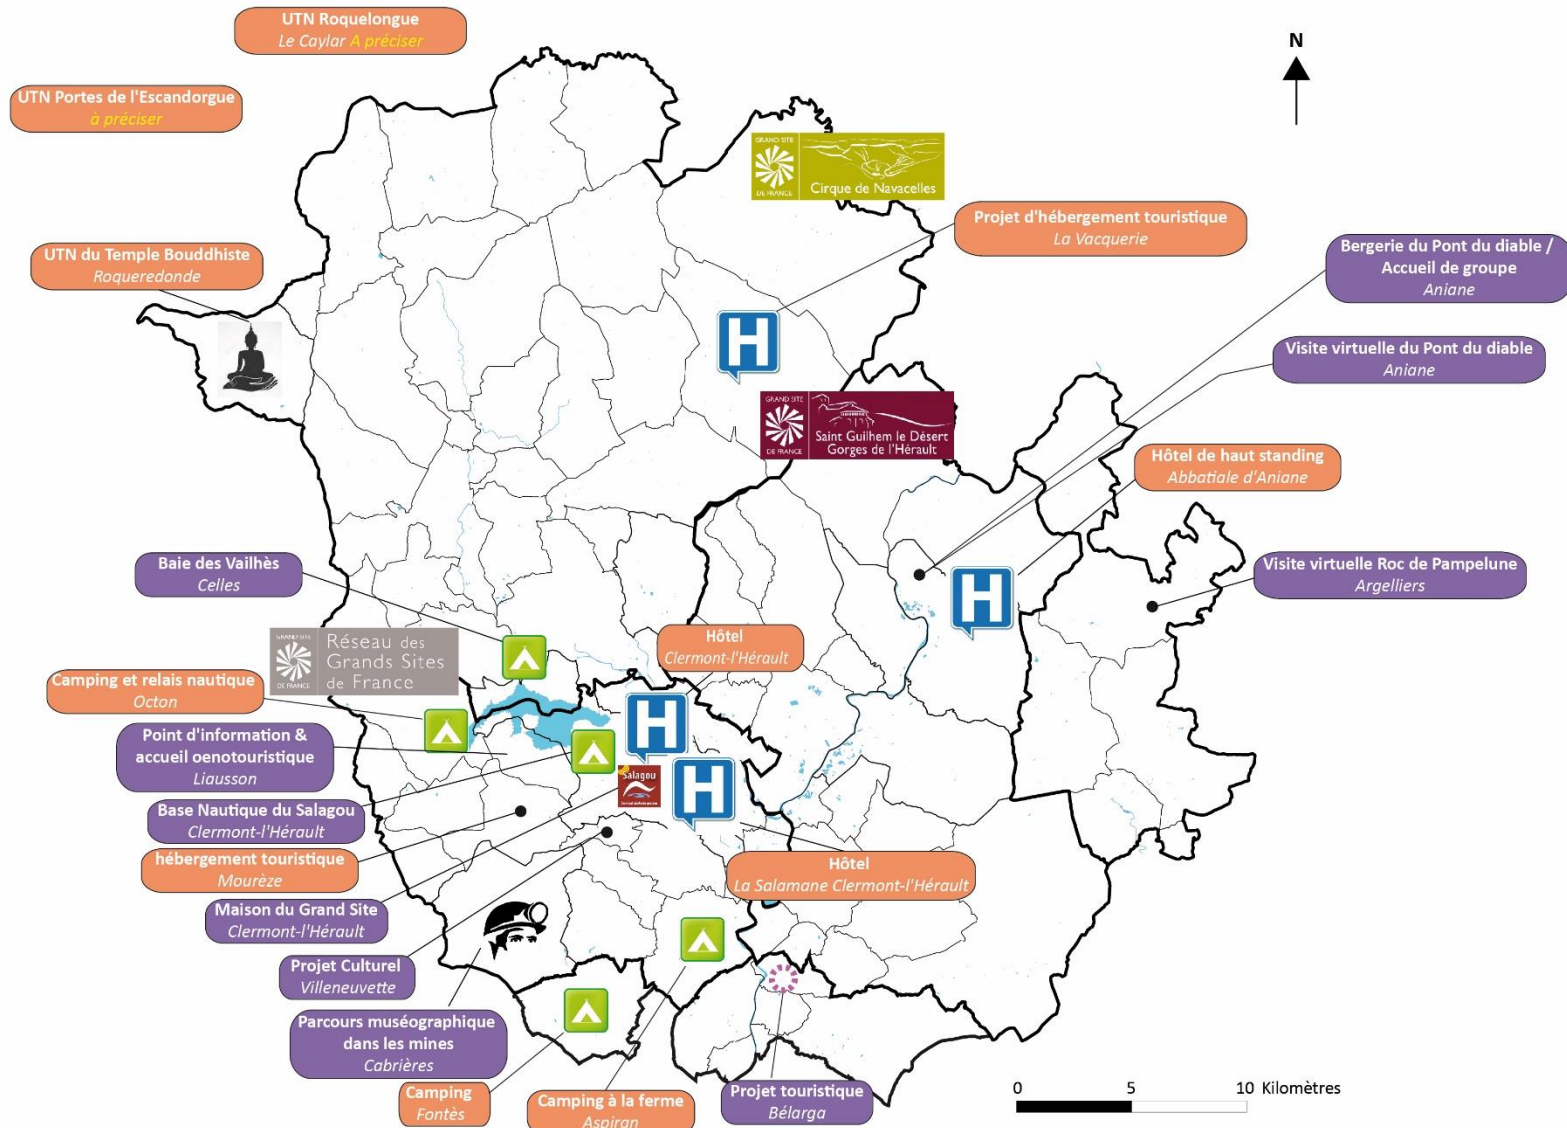 UTN Roquelongue
Le Caylar A préciser
N
UTN Portes de l'Escandorgue
à préciser
GRAND SITE
DE FRANCE
Cirque de Navacelles
Projet d'hébergement touristique
La Vacquerie
Bergerie du Pont du diable /
Accueil de groupe
Aniane
UTN du Temple Bouddhiste
Roqueredonde
H
Visite virtuelle du Pont du diable
Aniane
GRAND SITE
DE FRANCE
Saint Guilhem le Désert
Gorges de l'Hérault
Hôtel de haut standing
Abbatiale d'Aniane
Baie des Vailhès
Celles
H
Visite virtuelle Roc de Pampelune
Argelliers
GRAND SITE
DE FRANCE
Réseau des
Grands Sites
de France
Hôtel
Clermont-l'Hérault
Camping et relais nautique
Octon
H
Point d'information &
accueil oenotouristique
Liausson
Salagou
H
Base Nautique du Salagou
Clermont-l'Hérault
hébergement touristique
Mourèze
Hôtel
La Salamane Clermont-l'Hérault
Maison du Grand Site
Clermont-l'Hérault
Projet Culturel
Villeneuvette
Parcours muséographique
dans les mines
Cabrières
Camping
Fontès
Camping à la ferme
Aspiran
Projet touristique
Bélarga
0 5 10 Kilomètres